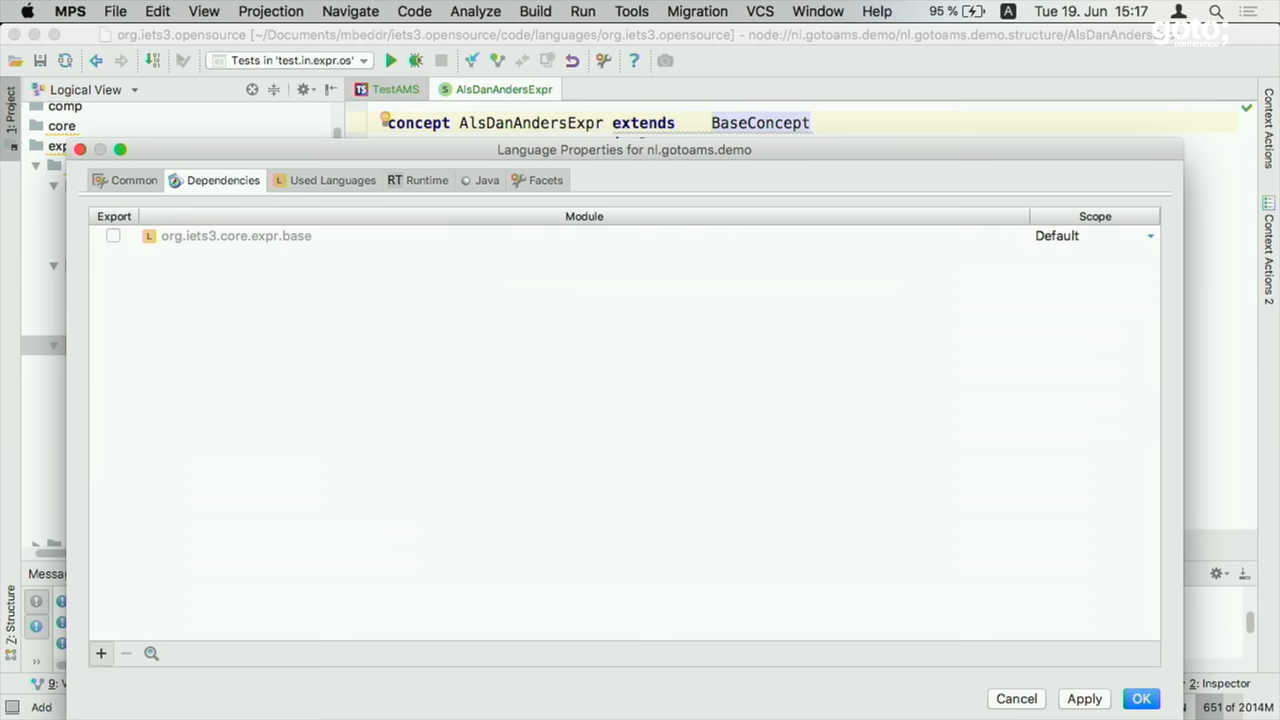 MPS File Edit View Projection Navigate Code Analyze Build Run Tools Migration VCS Window Help 95 % A Tue 19. Jun 15:17
org.iets3.opensource [~/Documents/mbeddr/iets3.opensource
de/languages/org.iets3.opensource]
node://nl.gotoams.demo/nl.gotoams.demo.structure/AlsDanAnders
goto;
conference
Tests in 'test.in.expr.os'
1: Project
Logical View
TS TestAMS
S AlsDanAndersExpr
Context Actions
comp
core
concept AlsDanAndersExpr extends BaseConcept
Language Properties for nl.gotoams.demo
Common Dependencies L Used Languages RT Runtime Java Facets
Export Module Scope
L org.iets3.core.expr.base Default
Context Actions 2
Z: Structure
OK
Cancel Apply
2: Inspector
Add
651 of 2014M